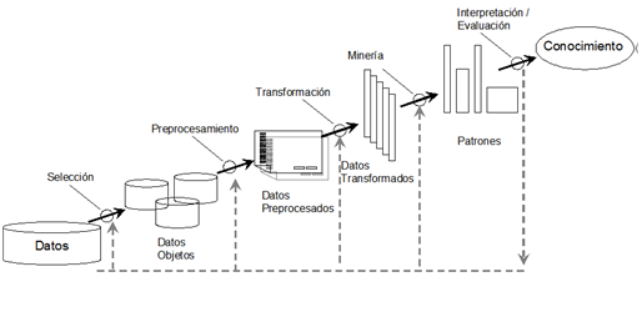 Interpretación /
Evaluación
Conocimiento
Minería
Transformación
Patrones
Preprocesamiento
Datos
Transformados
Selección
Datos
Preprocesados
Datos
Datos
Objetos